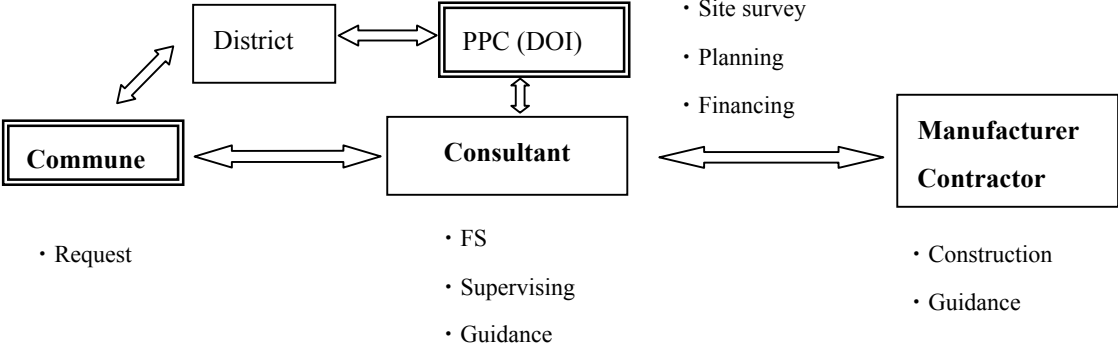 ・Site survey
District
PPC (DOI)
・Planning
・Financing
Commune
Consultant
Manufacturer
Contractor
・Request
・FS
・Supervising
・Guidance
・Construction
・Guidance